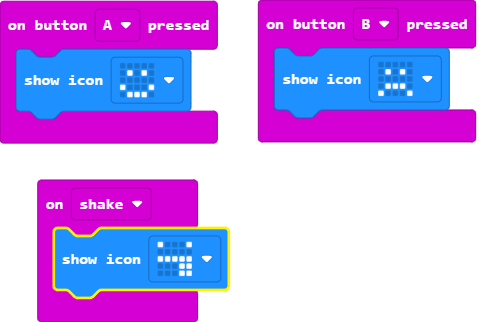 on button A pressed
show icon
on button B pressed
show icon
on shake
show icon